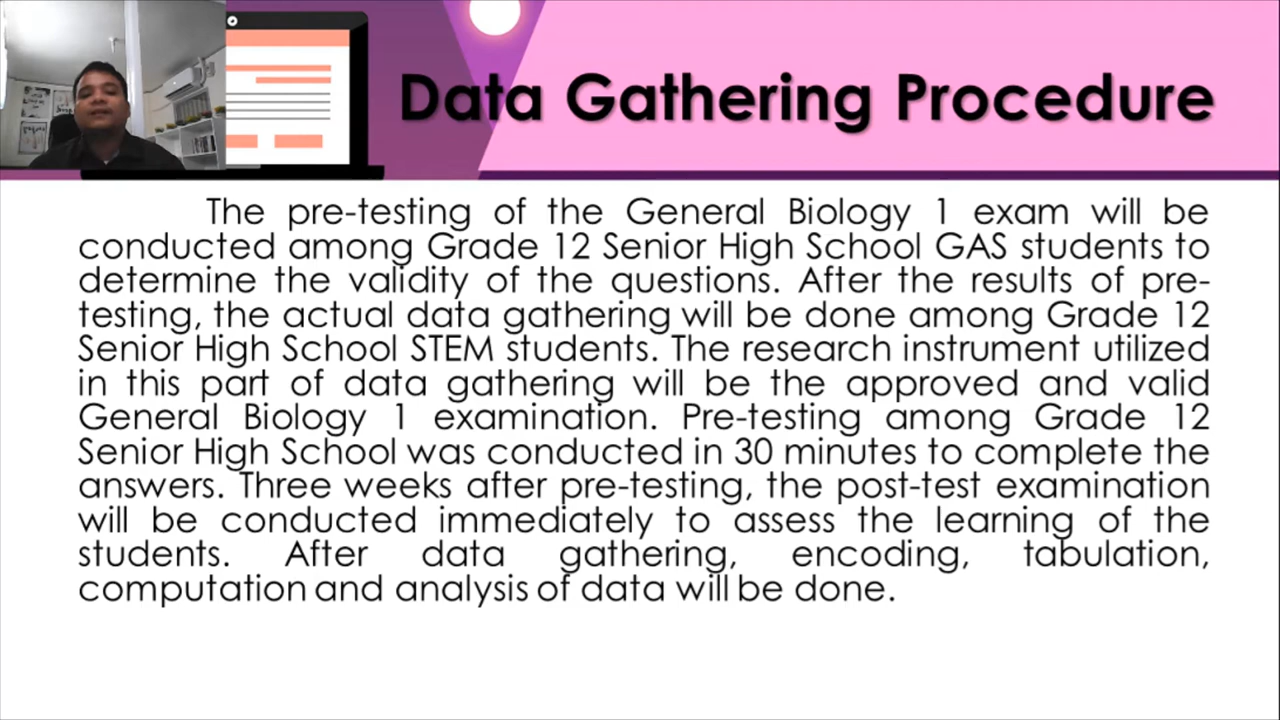 Data Gathering Procedure
The pre-testing of the General Biology 1 exam will be
conducted among Grade 12 Senior High School GAS students to
determine the validity of the questions. After the results of pre-
testing, the actual data gathering will be done among Grade 12
Senior High School STEM students. The research instrument utilized
in this part of data gathering will be the approved and valid
General Biology 1 examination. Pre-testing among Grade 12
Senior High School was conducted in 30 minutes to complete the
answers. Three weeks after pre-testing, the post-test examination
will be conducted immediately to assess the learning of the
students. After data gathering, encoding, tabulation,
computation and analysis of data will be done.